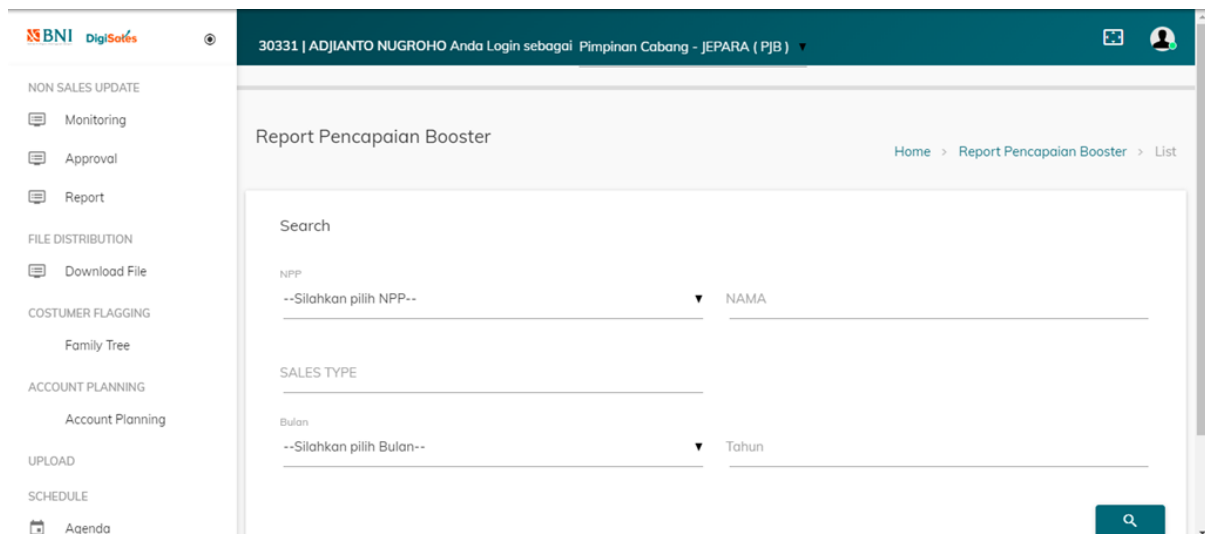 BNI DigiSales
30331 | ADJIANTO NUGROHO Anda Login sebagai Pimpinan Cabang - JEPARA ( PJB )
NON SALES UPDATE
Monitoring
Approval
Report
FILE DISTRIBUTION
Download File
COSTUMER FLAGGING
Family Tree
ACCOUNT PLANNING
Account Planning
UPLOAD
SCHEDULE
Agenda
Report Pencapaian Booster
Home > Report Pencapaian Booster > List
Search
NPP
--Silahkan pilih NPP--
NAMA
SALES TYPE
Bulan
--Silahkan pilih Bulan--
Tahun